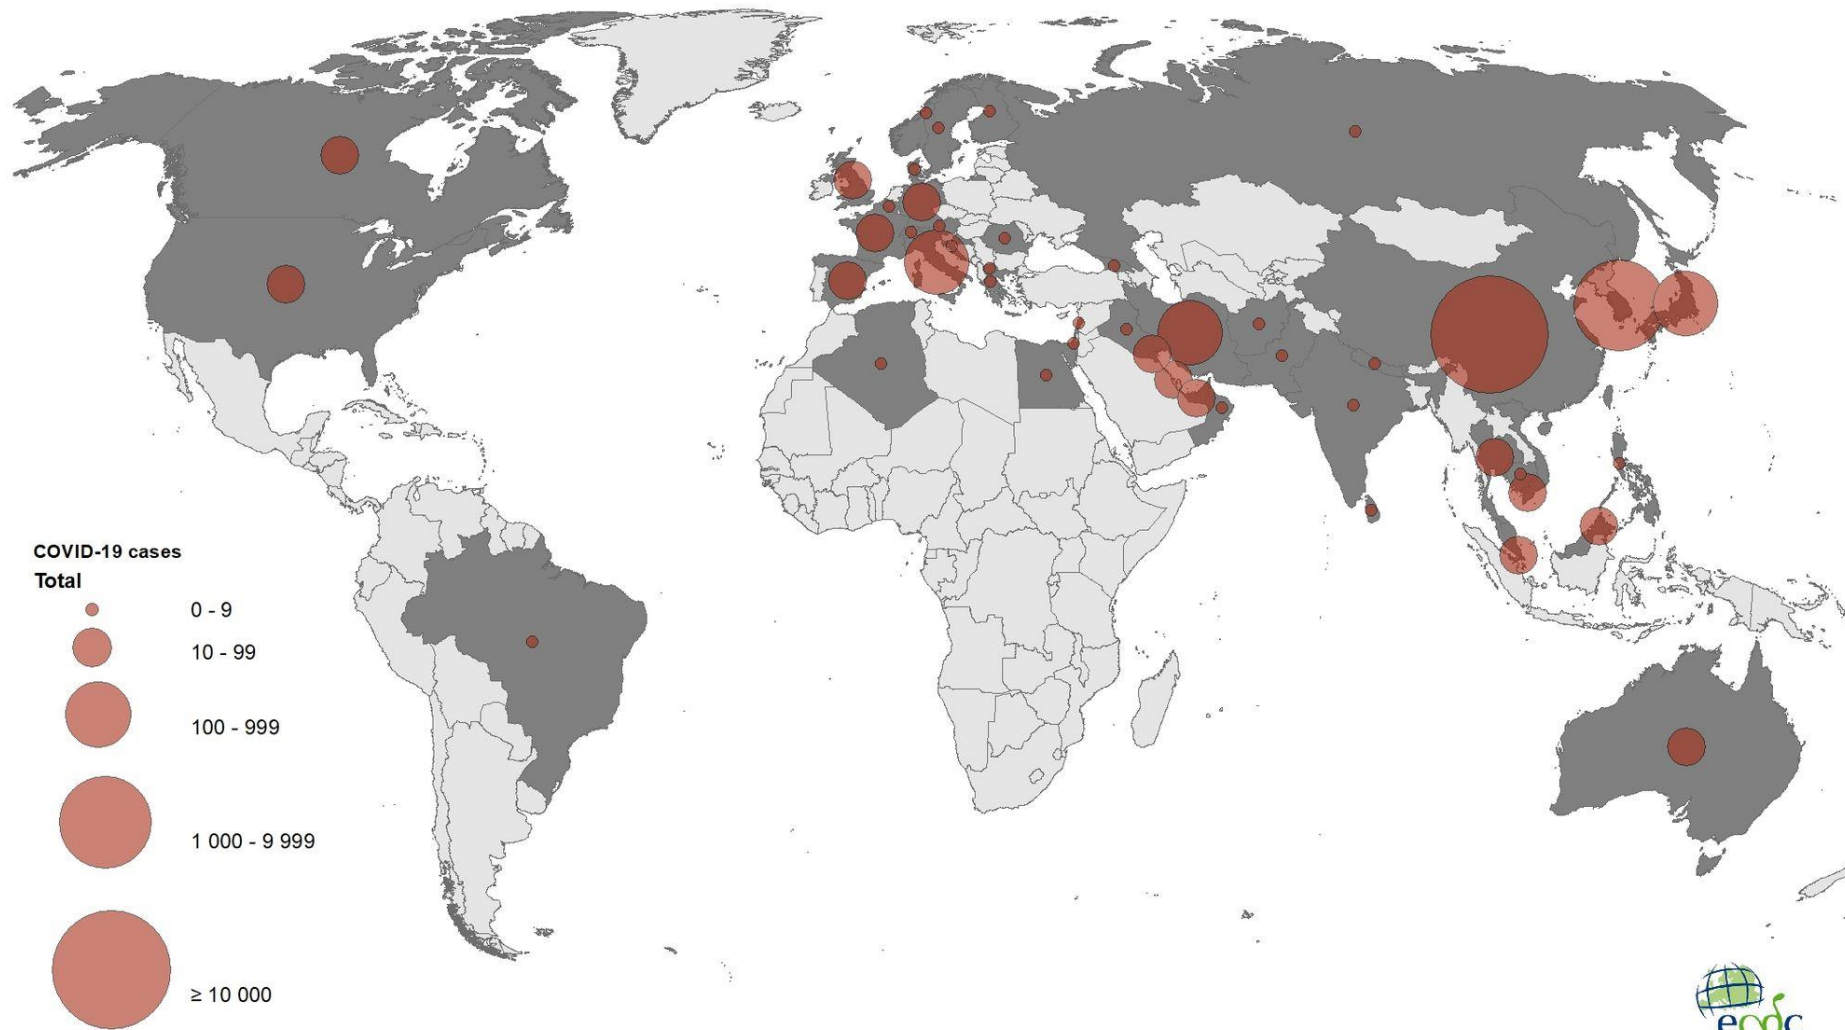 COVID-19 cases
Total
0 - 9
10 - 99
100 - 999
1 000 - 9 999
≥ 10 000
ecdc